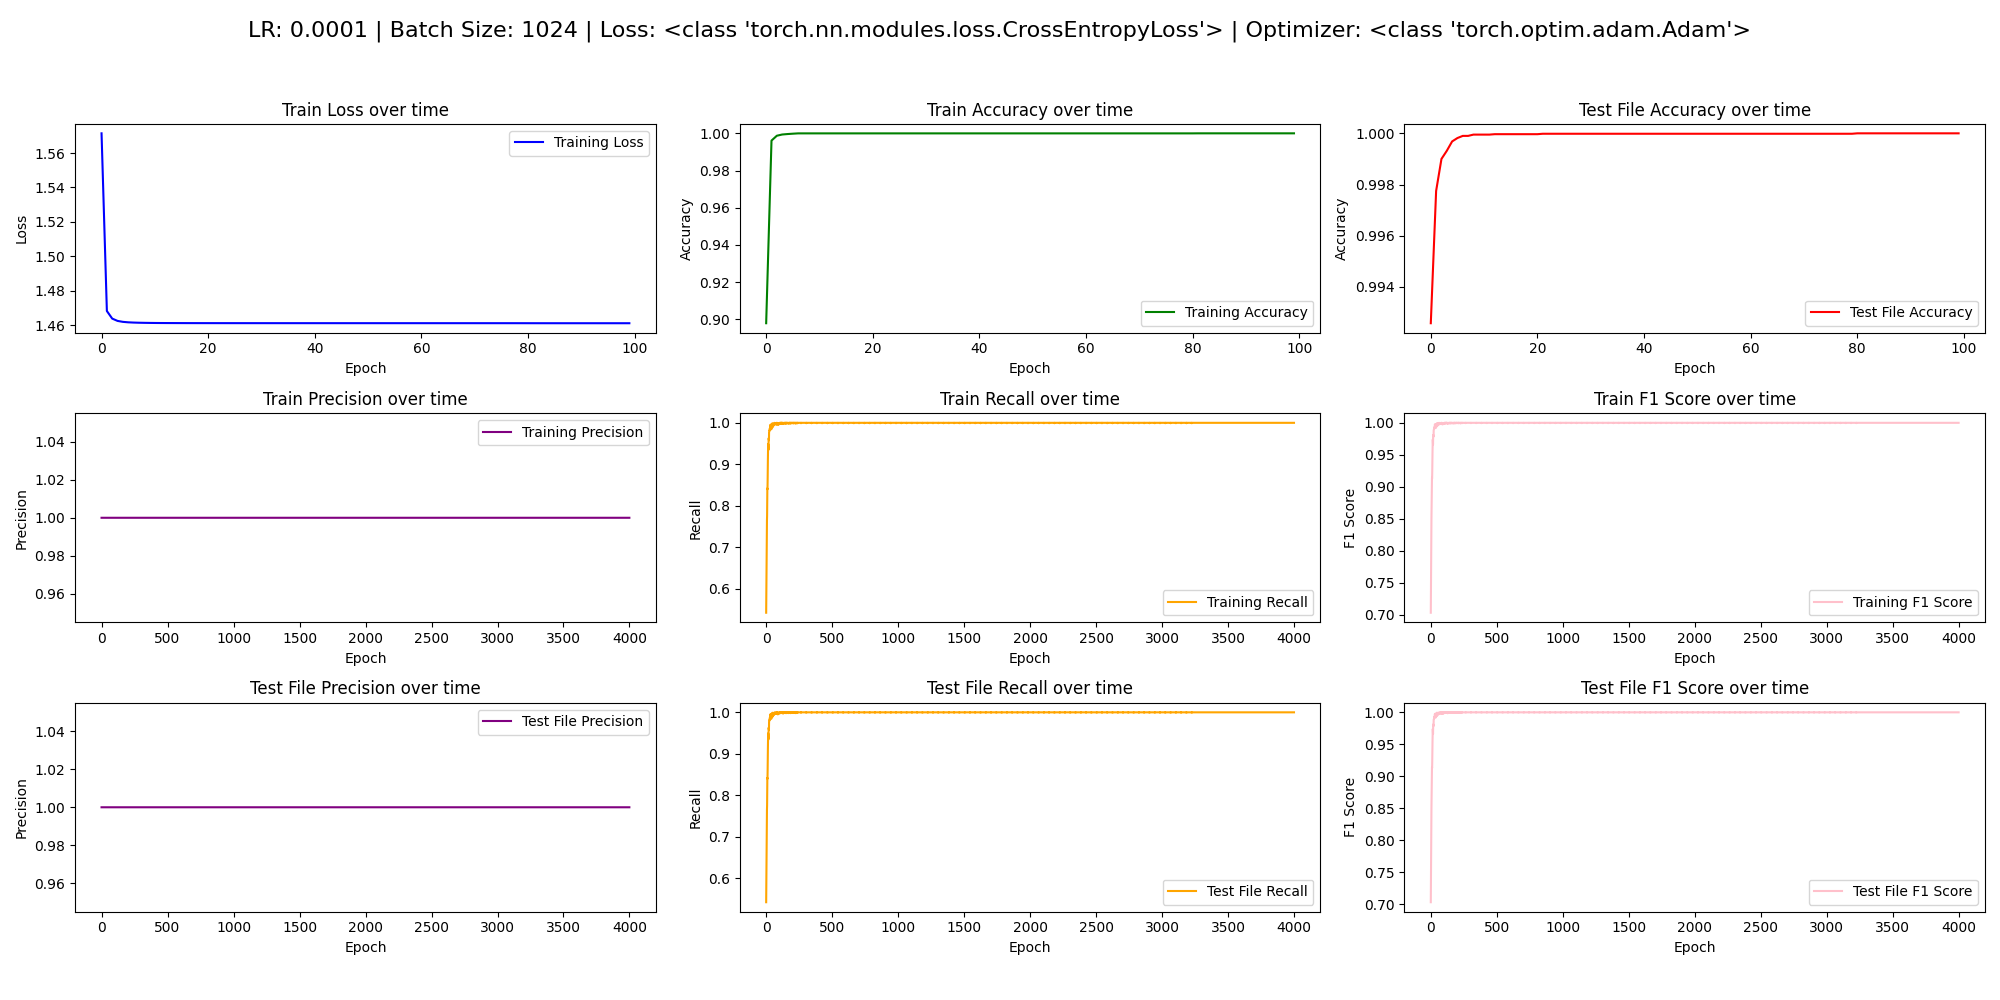 LR: 0.0001 | Batch Size: 1024 | Loss: <class 'torch.nn.modules.loss.CrossEntropyLoss'> | Optimizer: <class 'torch.optim.adam.Adam'>
Train Loss over time
Training Loss
1.56
1.54
1.52
1.50
1.48
1.46
Loss
0 20 40 60 80 100
Epoch
Train Accuracy over time
1.00
0.98
0.96
0.94
0.92
0.90
Accuracy
Training Accuracy
0 20 40 60 80 100
Epoch
Test File Accuracy over time
1.000
0.998
0.996
0.994
Accuracy
Test File Accuracy
0 20 40 60 80 100
Epoch
Train Precision over time
Training Precision
1.04
1.02
1.00
0.98
0.96
Precision
0 500 1000 1500 2000 2500 3000 3500 4000
Epoch
Train Recall over time
1.0
0.9
0.8
0.7
0.6
Recall
Training Recall
0 500 1000 1500 2000 2500 3000 3500 4000
Epoch
Train F1 Score over time
1.00
0.95
0.90
0.85
0.80
0.75
0.70
F1 Score
Training F1 Score
0 500 1000 1500 2000 2500 3000 3500 4000
Epoch
Test File Precision over time
Test File Precision
1.04
1.02
1.00
0.98
0.96
Precision
0 500 1000 1500 2000 2500 3000 3500 4000
Epoch
Test File Recall over time
1.0
0.9
0.8
0.7
0.6
Recall
Test File Recall
0 500 1000 1500 2000 2500 3000 3500 4000
Epoch
Test File F1 Score over time
1.00
0.95
0.90
0.85
0.80
0.75
0.70
F1 Score
Test File F1 Score
0 500 1000 1500 2000 2500 3000 3500 4000
Epoch